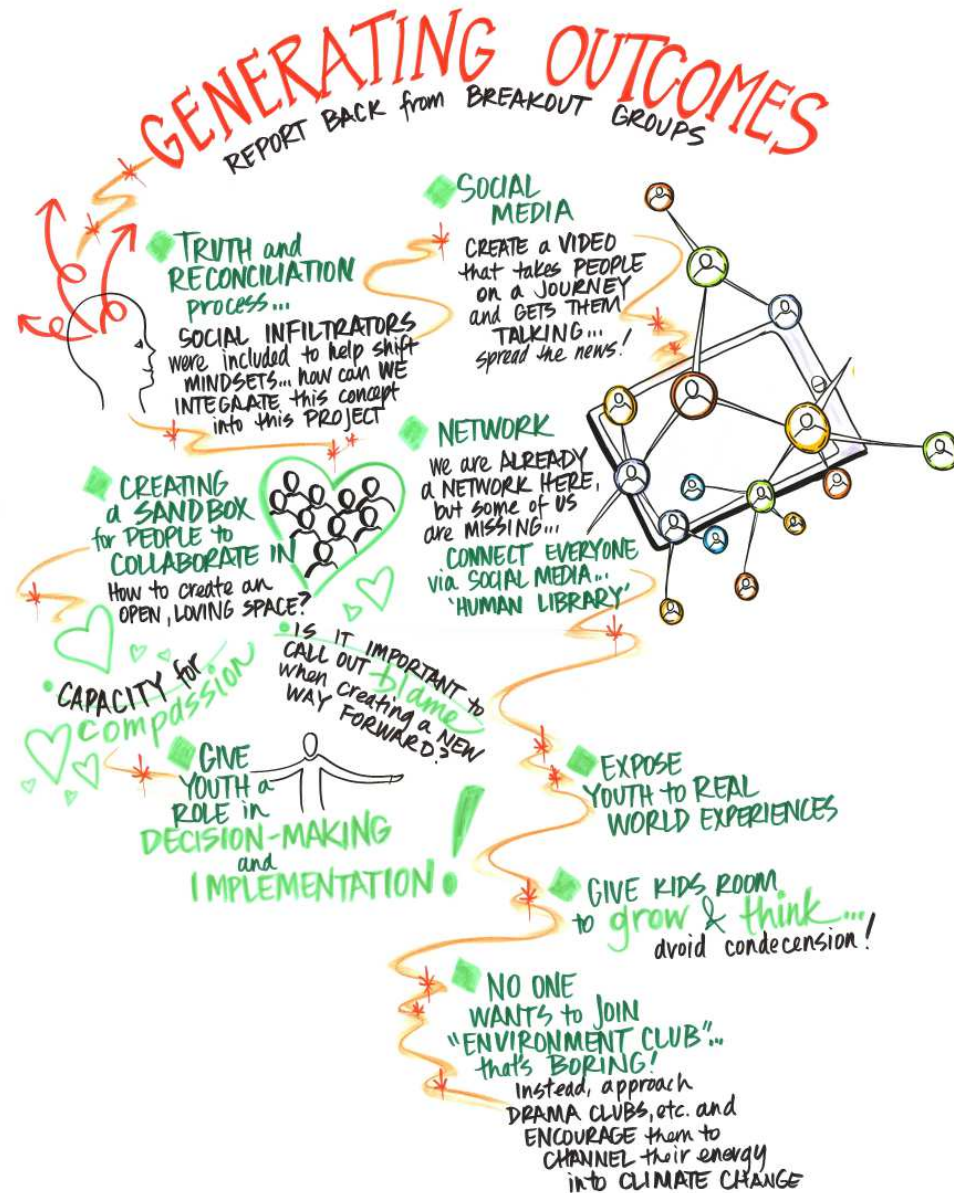 GENERATING OUTCOMES
REPORT BACK from BREAKOUT GROUPS
TRUTH and
RECONCILIATION
process...
SOCIAL INFILTRATORS
were included to help shift
MINDSETS... how can WE
INTEGRATE this concept
into this PROJECT
SOCIAL
MEDIA
CREATE a VIDEO
that takes PEOPLE
on a JOURNEY
and GETS THEM
TALKING...
spread the news!
CREATING
a SANDBOX
for PEOPLE to
COLLABORATE IN
How to create an
OPEN, LOVING SPACE?
NETWORK
we are ALREADY
a NETWORK HERE,
but some of US
are MISSING...
CONNECT EVERYONE
via SOCIAL MEDIA...
'HUMAN LIBRARY'
CAPACITY for
compassion
IS IT IMPORTANT to
CALL OUT blame
when creating a NEW
WAY FORWARD?
GIVE
YOUTH a
ROLE in
DECISION-MAKING
and
IMPLEMENTATION!
EXPOSE
YOUTH to REAL
WORLD EXPERIENCES
GIVE KIDS ROOM
to grow & think...
avoid condecension!
NO ONE
WANTS to JOIN
"ENVIRONMENT CLUB"...
that's BORING!
Instead, approach
DRAMA CLUBS, etc. and
ENCOURAGE them to
CHANNEL their energy
into CLIMATE CHANGE